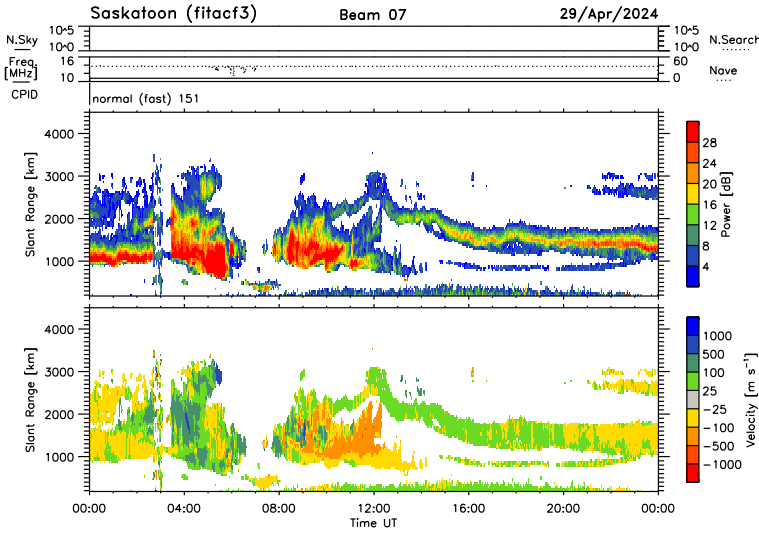 Saskatoon (fitacf3) Beam 07 29/Apr/2024
N.Sky 10^5 10^0 10^5 10^0 N.Search
Freq. [MHz] 16 10 60 0 Nave
CPID normal (fast) 151
Slant Range [km] 4000 3000 2000 1000
28 24 20 16 12 8 4 Power [dB]
Slant Range [km] 4000 3000 2000 1000
1000 500 100 25 −25 −100 −500 −1000 Velocity [m s⁻¹]
00:00 04:00 08:00 12:00 16:00 20:00 00:00
Time UT